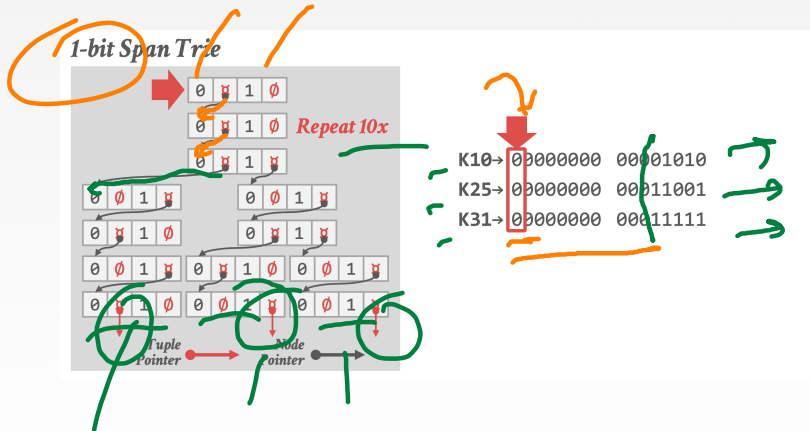 1-bit Span Trie
0 ¤ 1 Ø
0 ¤ 1 Ø Repeat 10x
0 ¤ 1 ¤
0 Ø 1 ¤ 0 Ø 1 ¤
0 ¤ 1 Ø 0 ¤ 1 ¤
0 Ø 1 ¤ 0 ¤ 1 Ø 0 Ø 1 ¤
0 ¤ 1 Ø 0 Ø 1 ¤ 0 Ø 1 ¤
Tuple
Pointer
Node
Pointer
K10→ 00000000 00001010
K25→ 00000000 00011001
K31→ 00000000 00011111